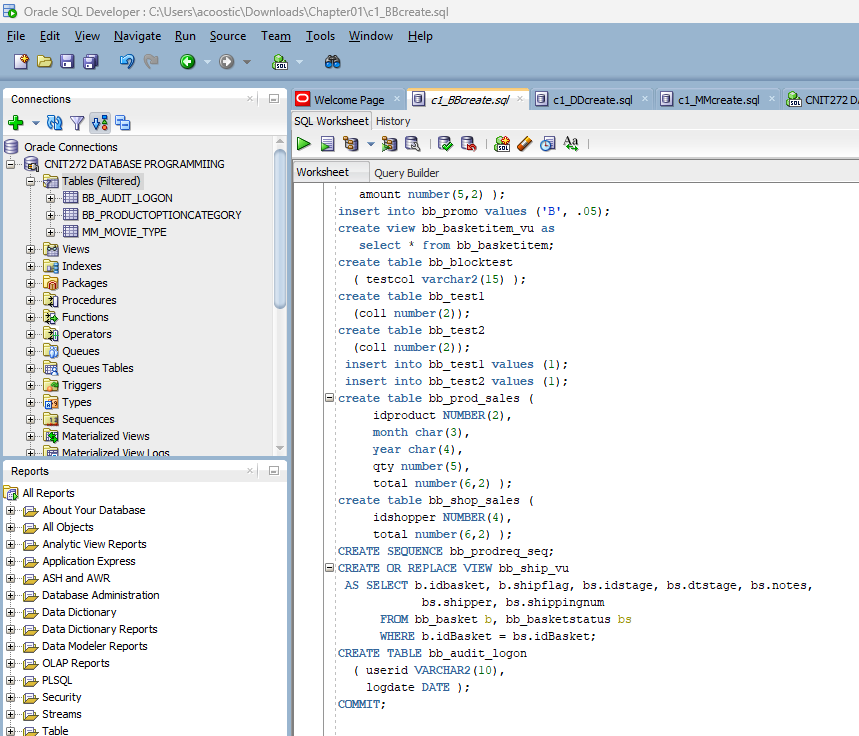 Oracle SQL Developer : C:\Users\acoostic\Downloads\Chapter01\c1_BBcreate.sql
File Edit View Navigate Run Source Team Tools Window Help
Connections
Oracle Connections
CNIT272 DATABASE PROGRAMMIING
Tables (Filtered)
BB_AUDIT_LOGON
BB_PRODUCTOPTIONCATEGORY
MM_MOVIE_TYPE
Views
Indexes
Packages
Procedures
Functions
Operators
Queues
Queues Tables
Triggers
Types
Sequences
Materialized Views
Materialized View Logs
Reports
All Reports
About Your Database
All Objects
Analytic View Reports
Application Express
ASH and AWR
Database Administration
Data Dictionary
Data Dictionary Reports
Data Modeler Reports
OLAP Reports
PLSQL
Security
Streams
Table
Welcome Page c1_BBcreate.sql c1_DDcreate.sql c1_MMcreate.sql CNIT272 D
SQL Worksheet History
Worksheet Query Builder
amount number(5,2) );
insert into bb_promo values ('B', .05);
create view bb_basketitem_vu as
select * from bb_basketitem;
create table bb_blocktest
( testcol varchar2(15) );
create table bb_test1
(col1 number(2));
create table bb_test2
(col1 number(2));
insert into bb_test1 values (1);
insert into bb_test2 values (1);
create table bb_prod_sales (
idproduct NUMBER(2),
month char(3),
year char(4),
qty number(5),
total number(6,2) );
create table bb_shop_sales (
idshopper NUMBER(4),
total number(6,2) );
CREATE SEQUENCE bb_prodreq_seq;
CREATE OR REPLACE VIEW bb_ship_vu
AS SELECT b.idbasket, b.shipflag, bs.idstage, bs.dtstage, bs.notes,
bs.shipper, bs.shippingnum
FROM bb_basket b, bb_basketstatus bs
WHERE b.idBasket = bs.idBasket;
CREATE TABLE bb_audit_logon
( userid VARCHAR2(10),
logdate DATE );
COMMIT;